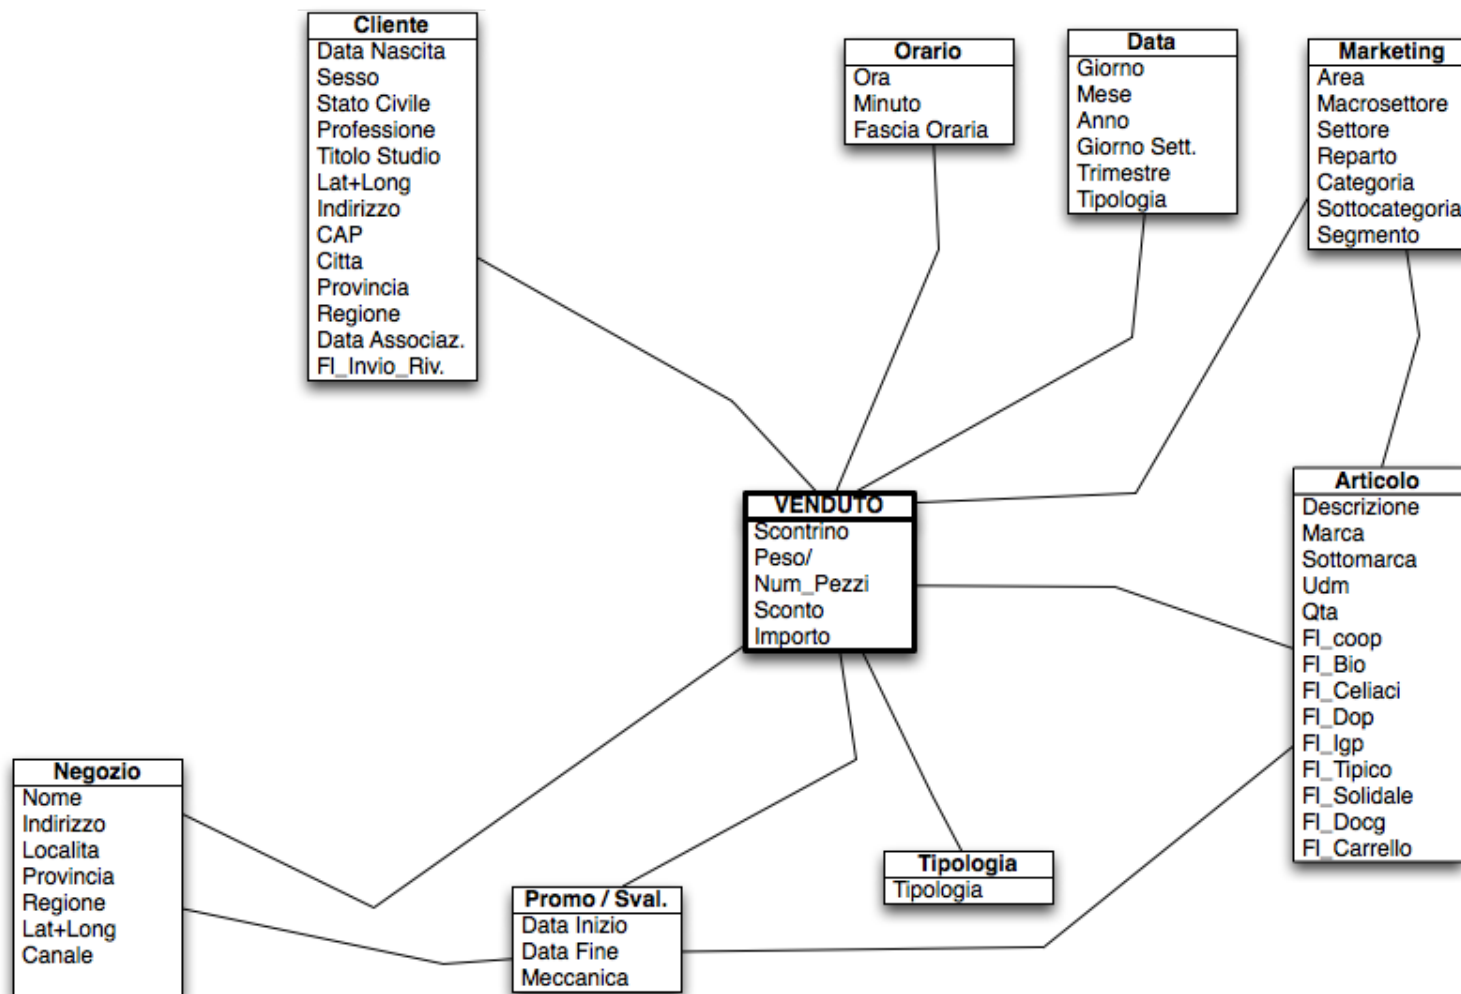 Cliente
Data Nascita
Sesso
Stato Civile
Professione
Titolo Studio
Lat+Long
Indirizzo
CAP
Citta
Provincia
Regione
Data Associaz.
Fl_Invio_Riv.
Orario
Ora
Minuto
Fascia Oraria
Data
Giorno
Mese
Anno
Giorno Sett.
Trimestre
Tipologia
Marketing
Area
Macrosettore
Settore
Reparto
Categoria
Sottocategoria
Segmento
VENDUTO
Scontrino
Peso/
Num_Pezzi
Sconto
Importo
Articolo
Descrizione
Marca
Sottomarca
Udm
Qta
Fl_coop
Fl_Bio
Fl_Celiaci
Fl_Dop
Fl_Igp
Fl_Tipico
Fl_Solidale
Fl_Docg
Fl_Carrello
Negozio
Nome
Indirizzo
Localita
Provincia
Regione
Lat+Long
Canale
Promo / Sval.
Data Inizio
Data Fine
Meccanica
Tipologia
Tipologia